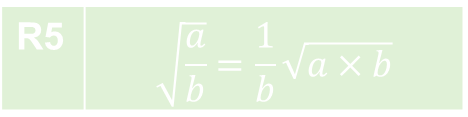 R5 √(a/b) = 1/b √(a × b)